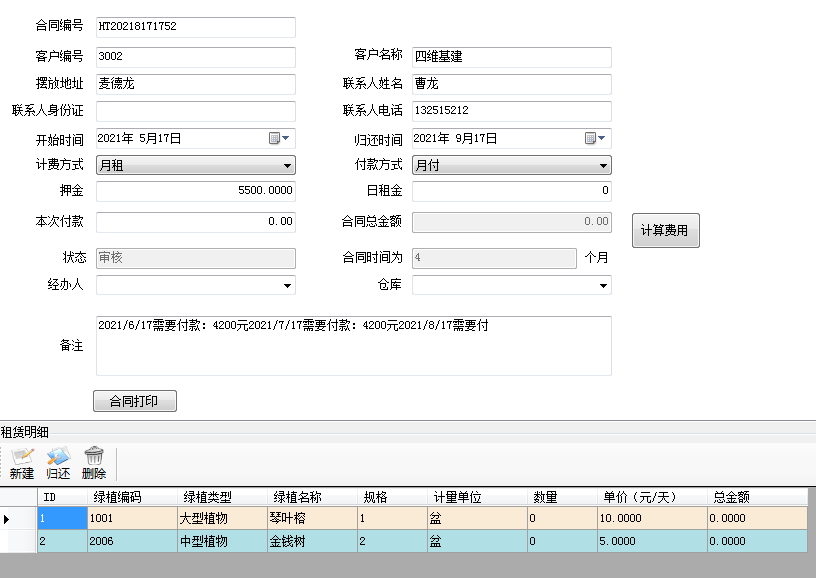 合同编号 HT20218171752
客户编号 3002 客户名称 四维基建
摆放地址 麦德龙 联系人姓名 曹龙
联系人身份证 联系人电话 132515212
开始时间 2021年 5月17日 归还时间 2021年 9月17日
计费方式 月租 付款方式 月付
押金 5500.0000 日租金 0
本次付款 0.00 合同总金额 0.00 计算费用
状态 审核 合同时间为 4 个月
经办人 仓库
备注 2021/6/17需要付款：4200元2021/7/17需要付款：4200元2021/8/17需要付
合同打印
租赁明细
新建 归还 删除
ID 绿植编码 绿植类型 绿植名称 规格 计量单位 数量 单价（元/天） 总金额
1 1001 大型植物 琴叶榕 1 盆 0 10.0000 0.0000
2 2006 中型植物 金钱树 2 盆 0 5.0000 0.0000